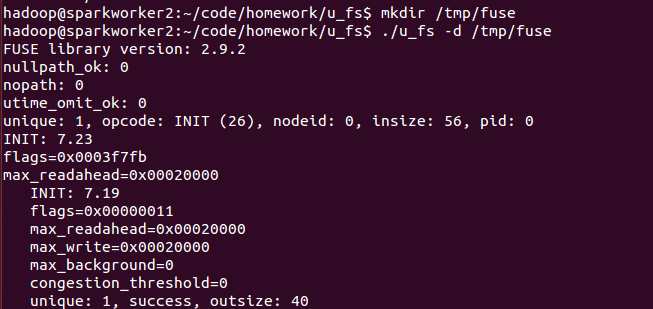 hadoop@sparkworker2:~/code/homework/u_fs$ mkdir /tmp/fuse
hadoop@sparkworker2:~/code/homework/u_fs$ ./u_fs -d /tmp/fuse
FUSE library version: 2.9.2
nullpath_ok: 0
nopath: 0
utime_omit_ok: 0
unique: 1, opcode: INIT (26), nodeid: 0, insize: 56, pid: 0
INIT: 7.23
flags=0x0003f7fb
max_readahead=0x00020000
   INIT: 7.19
   flags=0x00000011
   max_readahead=0x00020000
   max_write=0x00020000
   max_background=0
   congestion_threshold=0
   unique: 1, success, outsize: 40